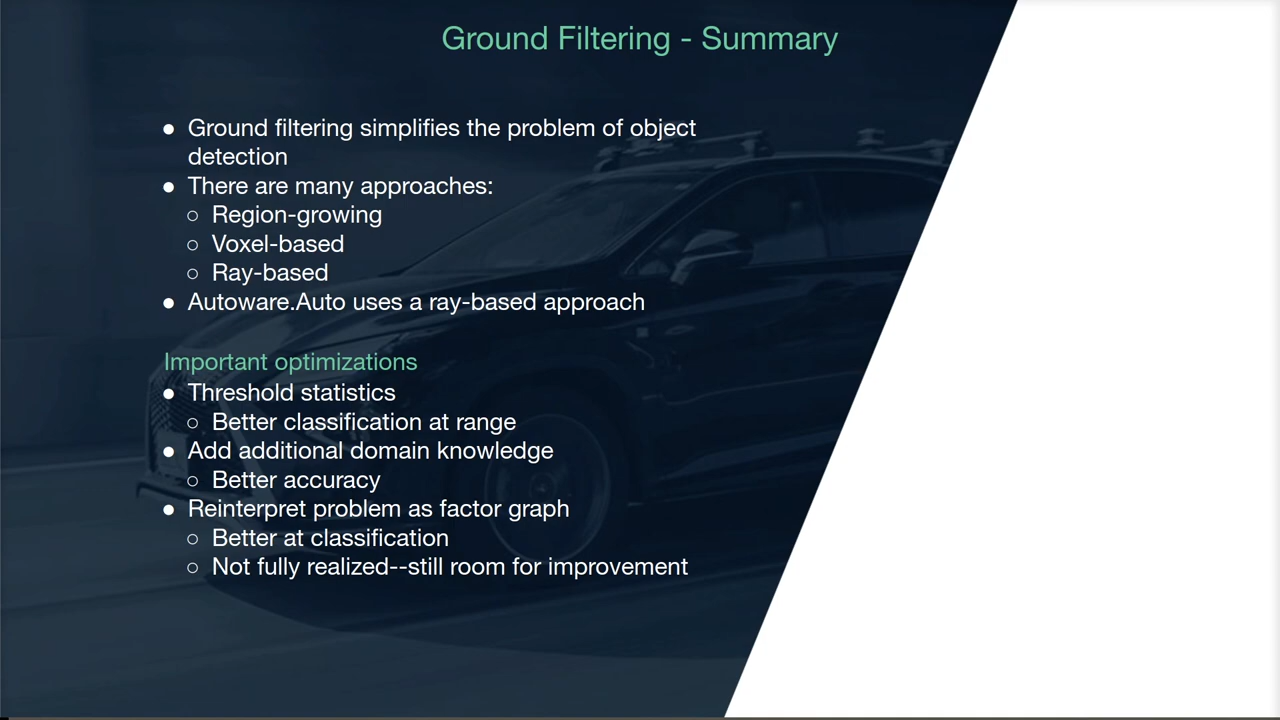 Ground Filtering - Summary
● Ground filtering simplifies the problem of object
detection
● There are many approaches:
○ Region-growing
○ Voxel-based
○ Ray-based
● Autoware.Auto uses a ray-based approach
Important optimizations
● Threshold statistics
○ Better classification at range
● Add additional domain knowledge
○ Better accuracy
● Reinterpret problem as factor graph
○ Better at classification
○ Not fully realized--still room for improvement